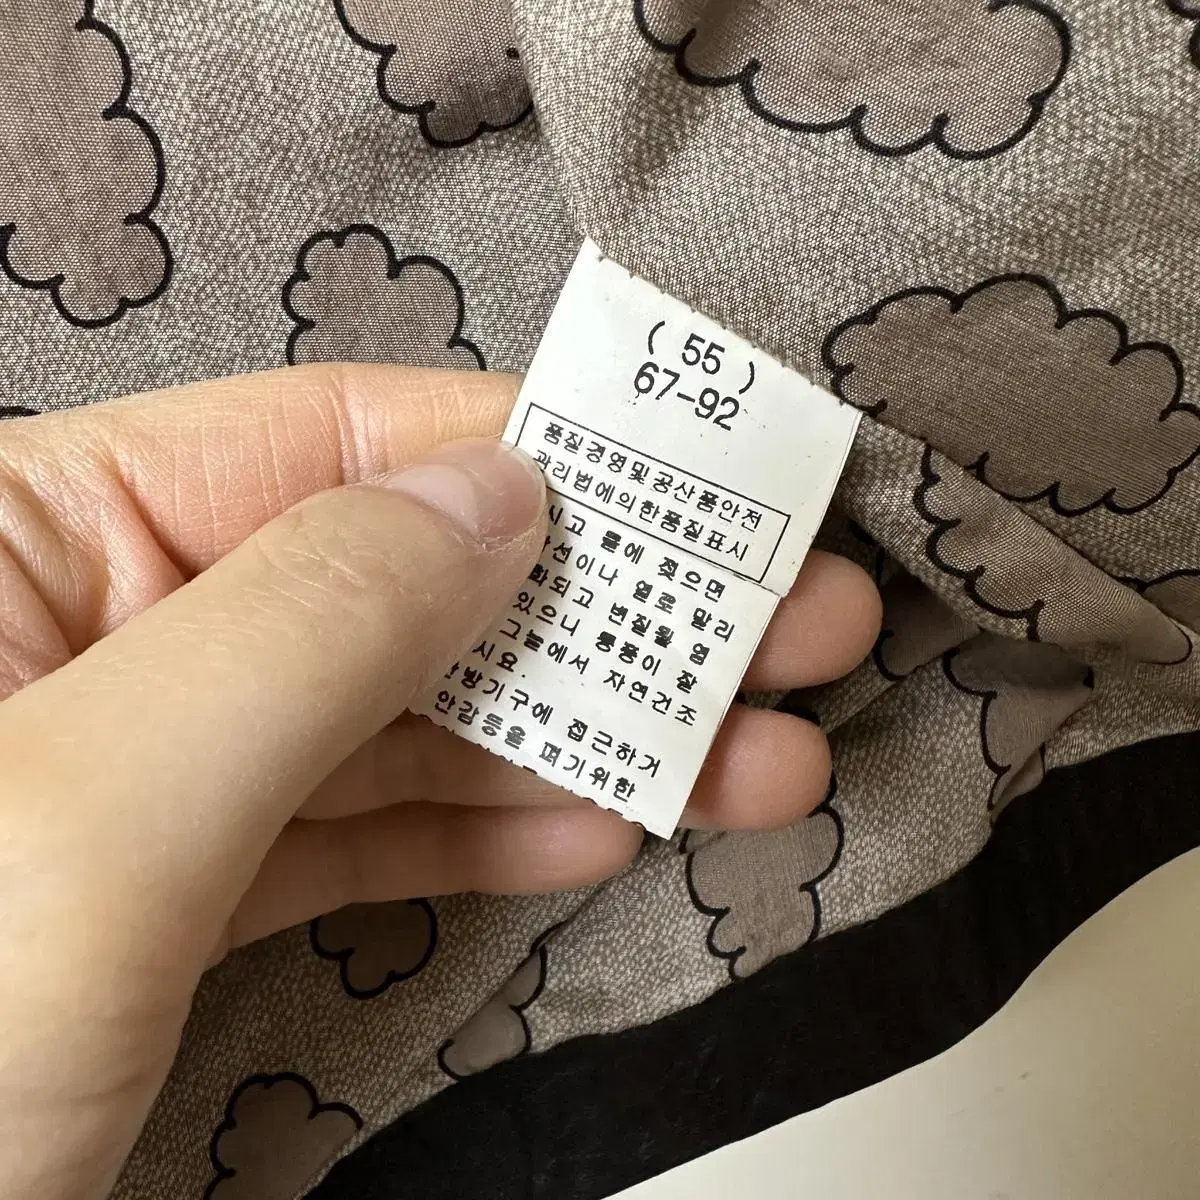 ( 55 )
67-92
품질경영및공산품안전
관리법에의한품질표시
시고 물에 젖으면
선이나 열로 말리
화되고 변질될 염
있으니 통풍이 잘
그늘에서 자연건조
시요.
방기구에 접근하거
안감등을 펴기위한